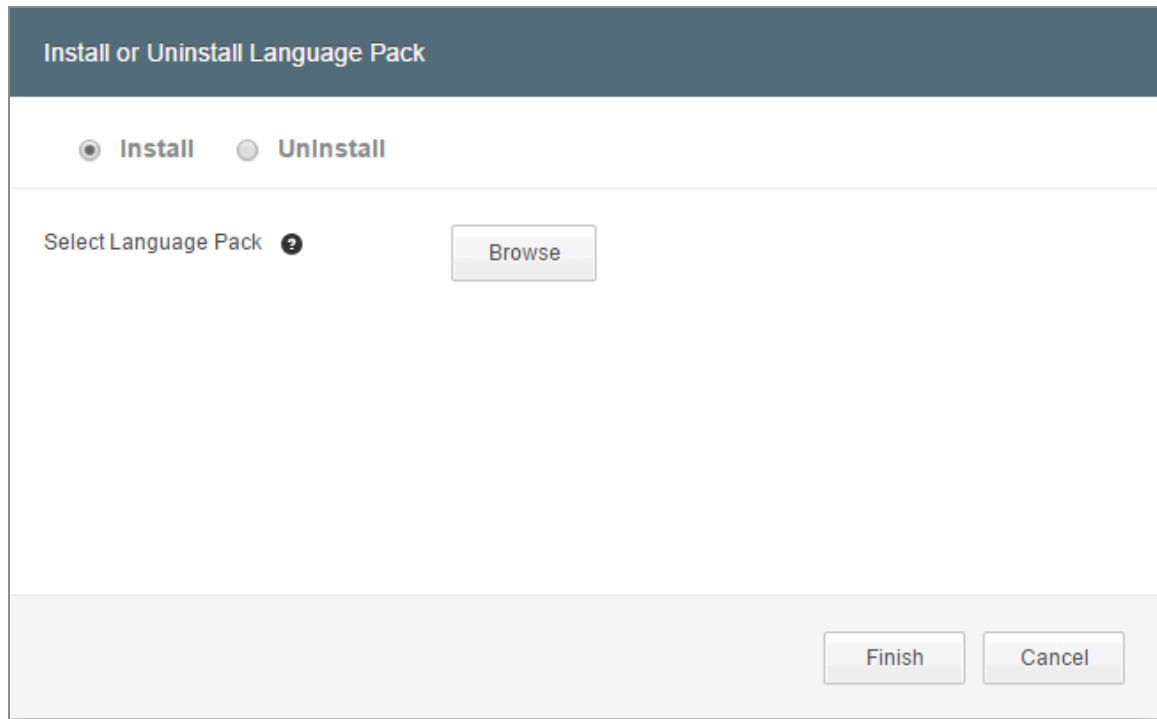 Install or Uninstall Language Pack
Install Uninstall
Select Language Pack ?
Browse
Finish Cancel